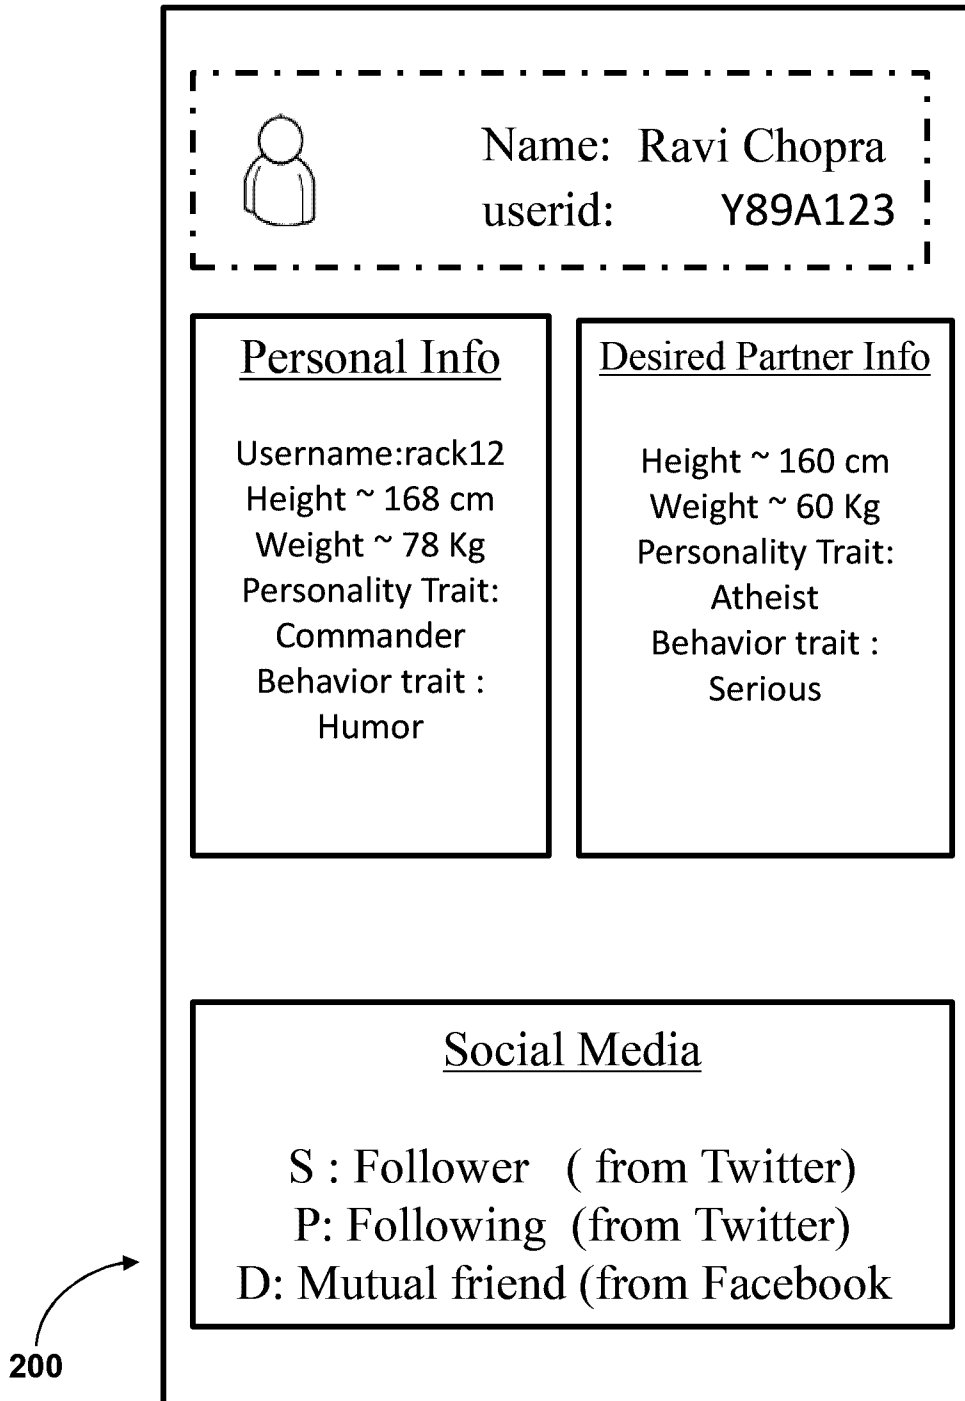 Name: Ravi Chopra
userid: Y89A123
Personal Info
Username:rack12
Height ~ 168 cm
Weight ~ 78 Kg
Personality Trait:
Commander
Behavior trait :
Humor
Desired Partner Info
Height ~ 160 cm
Weight ~ 60 Kg
Personality Trait:
Atheist
Behavior trait :
Serious
Social Media
S : Follower ( from Twitter)
P: Following (from Twitter)
D: Mutual friend (from Facebook
200